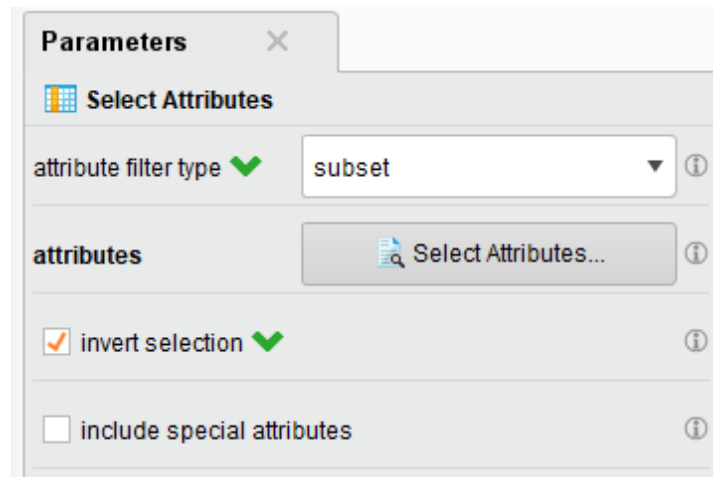 Parameters
Select Attributes
attribute filter type subset
attributes Select Attributes...
invert selection
include special attributes